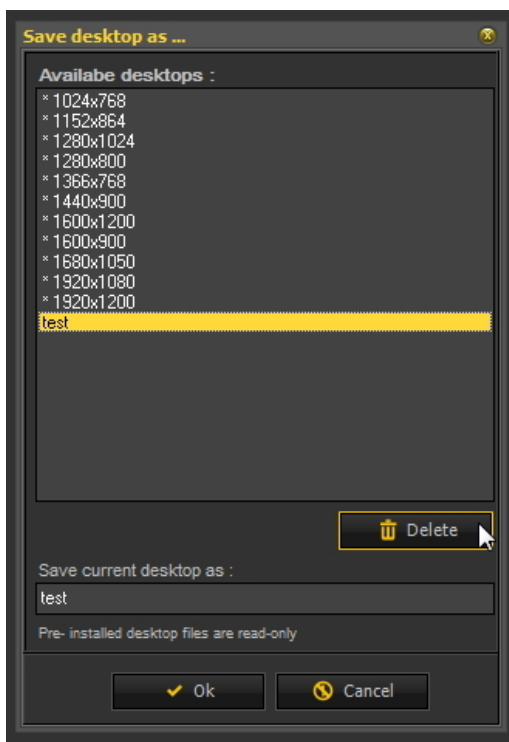 Save desktop as ...
Availabe desktops :
* 1024x768
* 1152x864
* 1280x1024
* 1280x800
* 1366x768
* 1440x900
* 1600x1200
* 1600x900
* 1680x1050
* 1920x1080
* 1920x1200
test
Delete
Save current desktop as :
test
Pre- installed desktop files are read-only
Ok Cancel